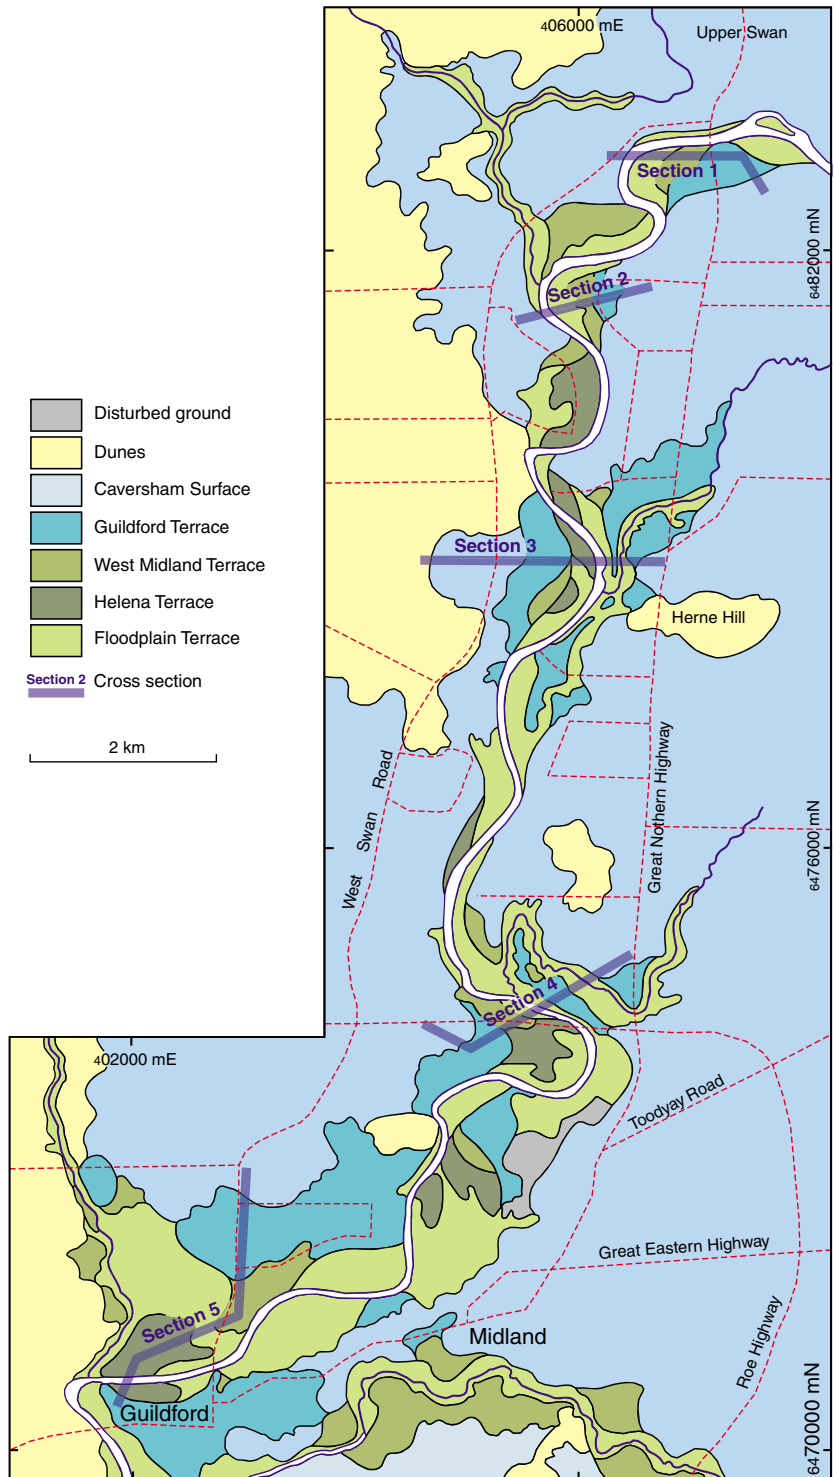 406000 mE
Upper Swan
Section 1
6482000 mN
Section 2
Disturbed ground
Dunes
Caversham Surface
Guildford Terrace
West Midland Terrace
Helena Terrace
Floodplain Terrace
Section 2 Cross section
2 km
Section 3
Herne Hill
West Swan Road
Great Nothern Highway
6476000 mN
Section 4
402000 mE
Toodyay Road
Great Eastern Highway
Section 5
Midland
Roe Highway
Guildford
6470000 mN